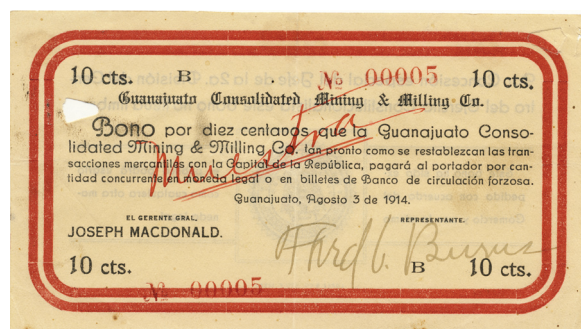 10 cts. B No 00005 10 cts.
Guanajuato Consolidated Mining & Milling Co.
Bono por diez centavos que la Guanajuato Conso-
lidated Mining & Milling Co. tan pronto como se restablezcan las tran-
sacciones mercantiles con la Capital de la República, pagará al portador por can-
tidad concurrente en moneda legal o en billetes de Banco de circulación forzosa.
Guanajuato, Agosto 3 de 1914.
Muestra
EL GERENTE GRAL. REPRESENTANTE.
JOSEPH MACDONALD.
10 cts. B 10 cts.
No 00005